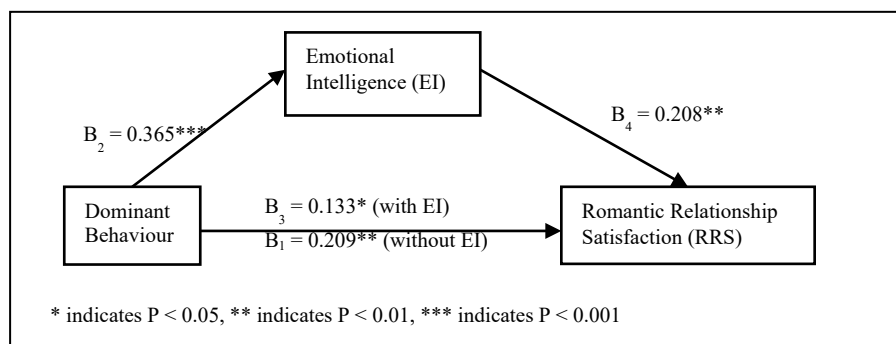 Emotional
Intelligence (EI)
B₂ = 0.365***
B₄ = 0.208**
Dominant
Behaviour
B₃ = 0.133* (with EI)
B₁ = 0.209** (without EI)
Romantic Relationship
Satisfaction (RRS)
* indicates P < 0.05, ** indicates P < 0.01, *** indicates P < 0.001